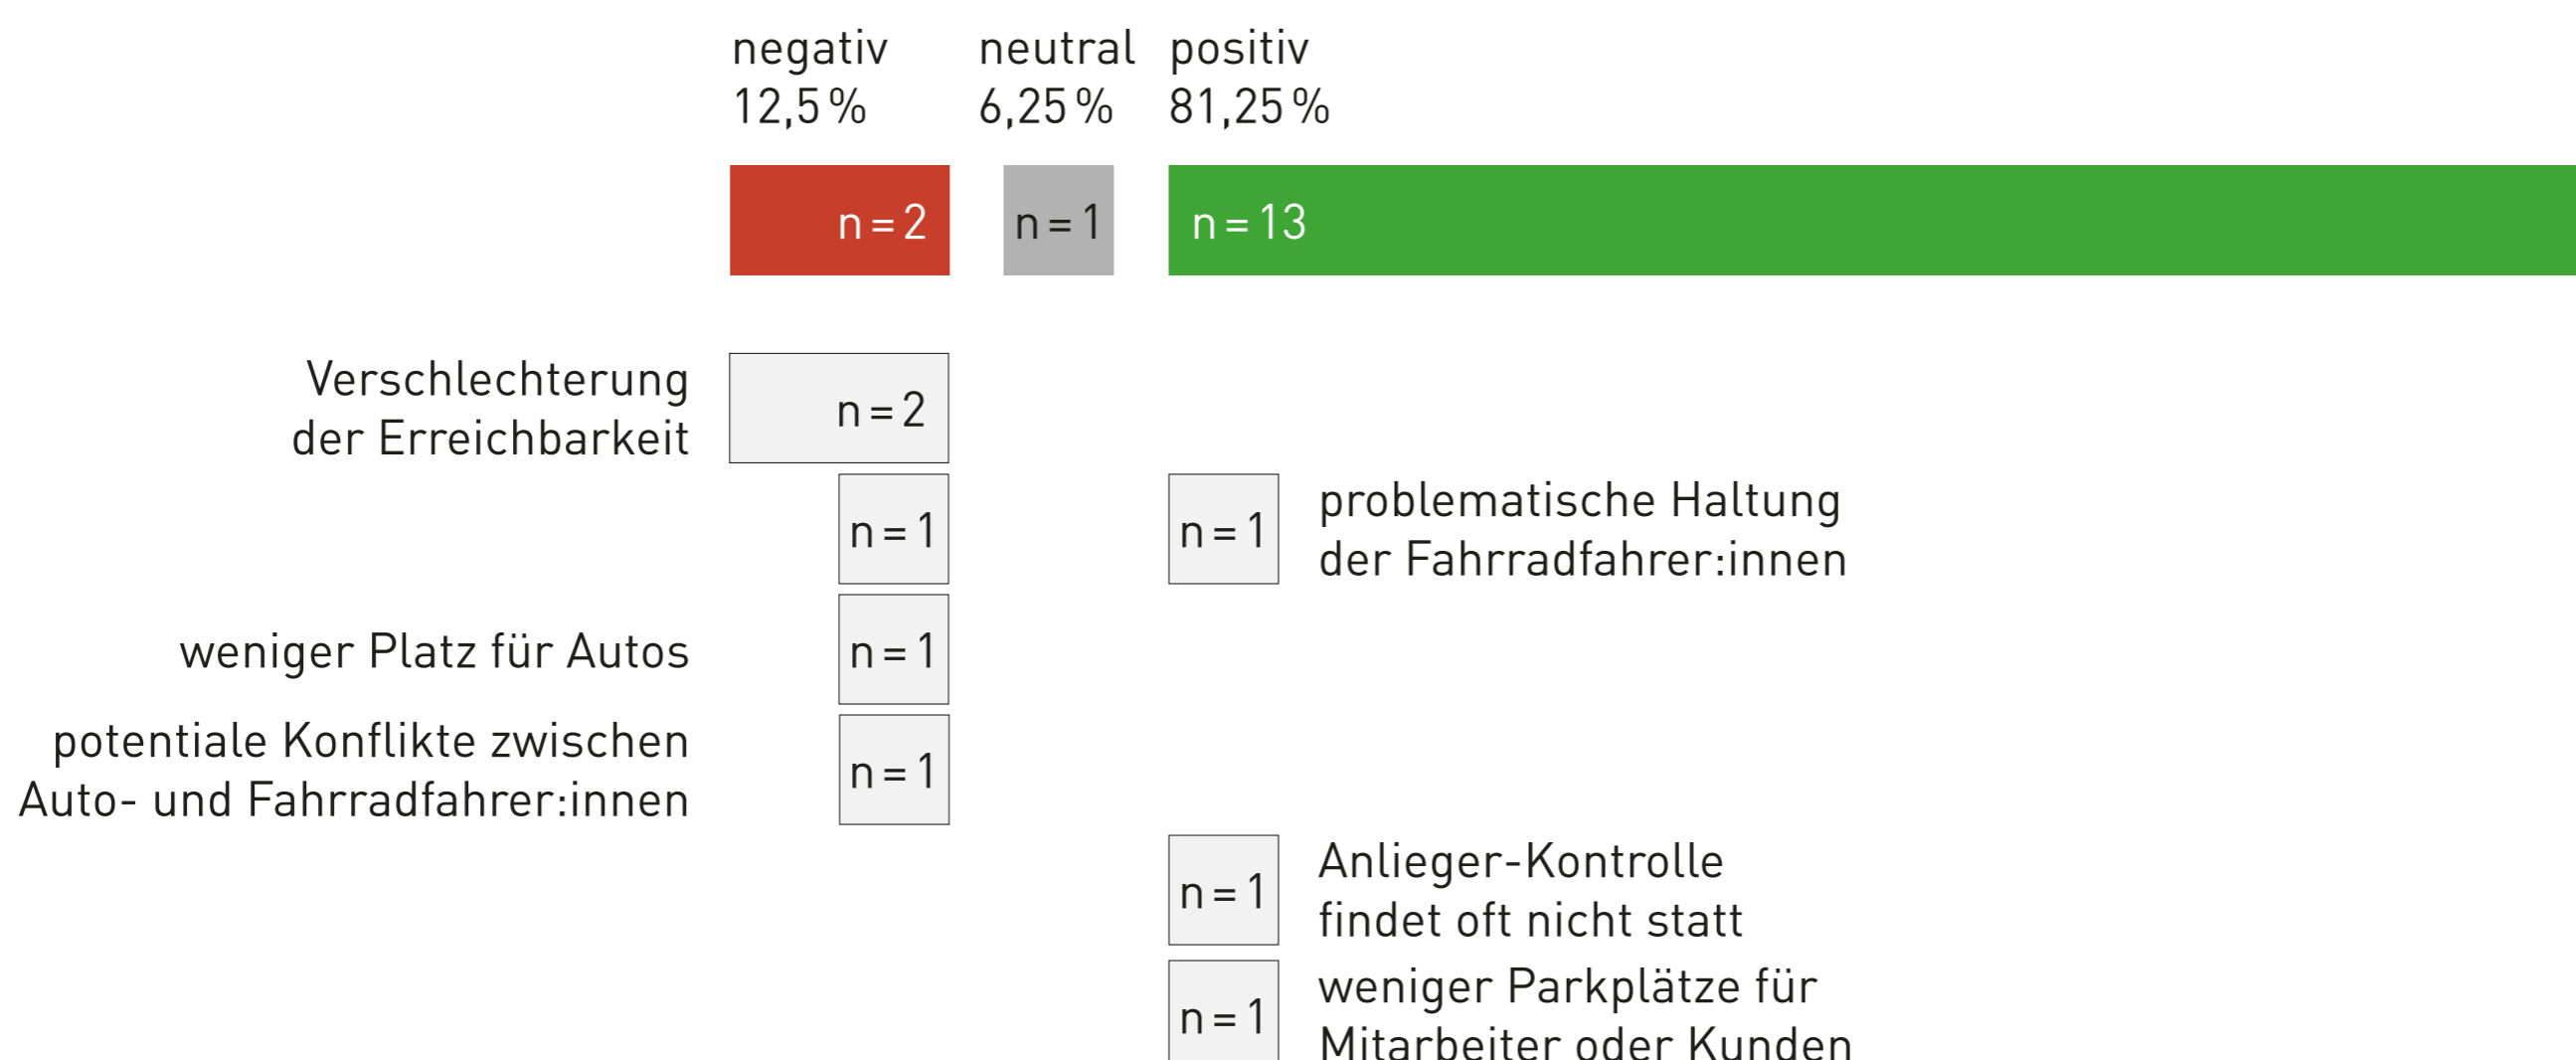 negativ
12,5 %
neutral
6,25 %
positiv
81,25 %
n = 2
n = 1
n = 13
Verschlechterung
der Erreichbarkeit
n = 2
n = 1
n = 1
problematische Haltung
der Fahrradfahrer:innen
weniger Platz für Autos
n = 1
potentiale Konflikte zwischen
Auto- und Fahrradfahrer:innen
n = 1
n = 1
Anlieger-Kontrolle
findet oft nicht statt
n = 1
weniger Parkplätze für
Mitarbeiter oder Kunden